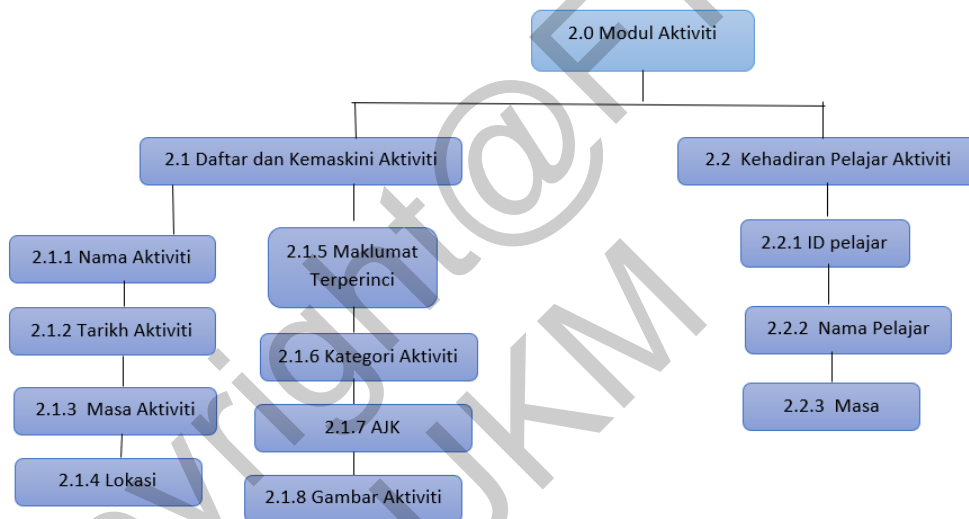 2.0 Modul Aktiviti
2.1 Daftar dan Kemaskini Aktiviti
2.2 Kehadiran Pelajar Aktiviti
2.1.1 Nama Aktiviti
2.1.2 Tarikh Aktiviti
2.1.3 Masa Aktiviti
2.1.4 Lokasi
2.1.5 Maklumat
Terperinci
2.1.6 Kategori Aktiviti
2.1.7 AJK
2.1.8 Gambar Aktiviti
2.2.1 ID pelajar
2.2.2 Nama Pelajar
2.2.3 Masa
yright@F
UKM